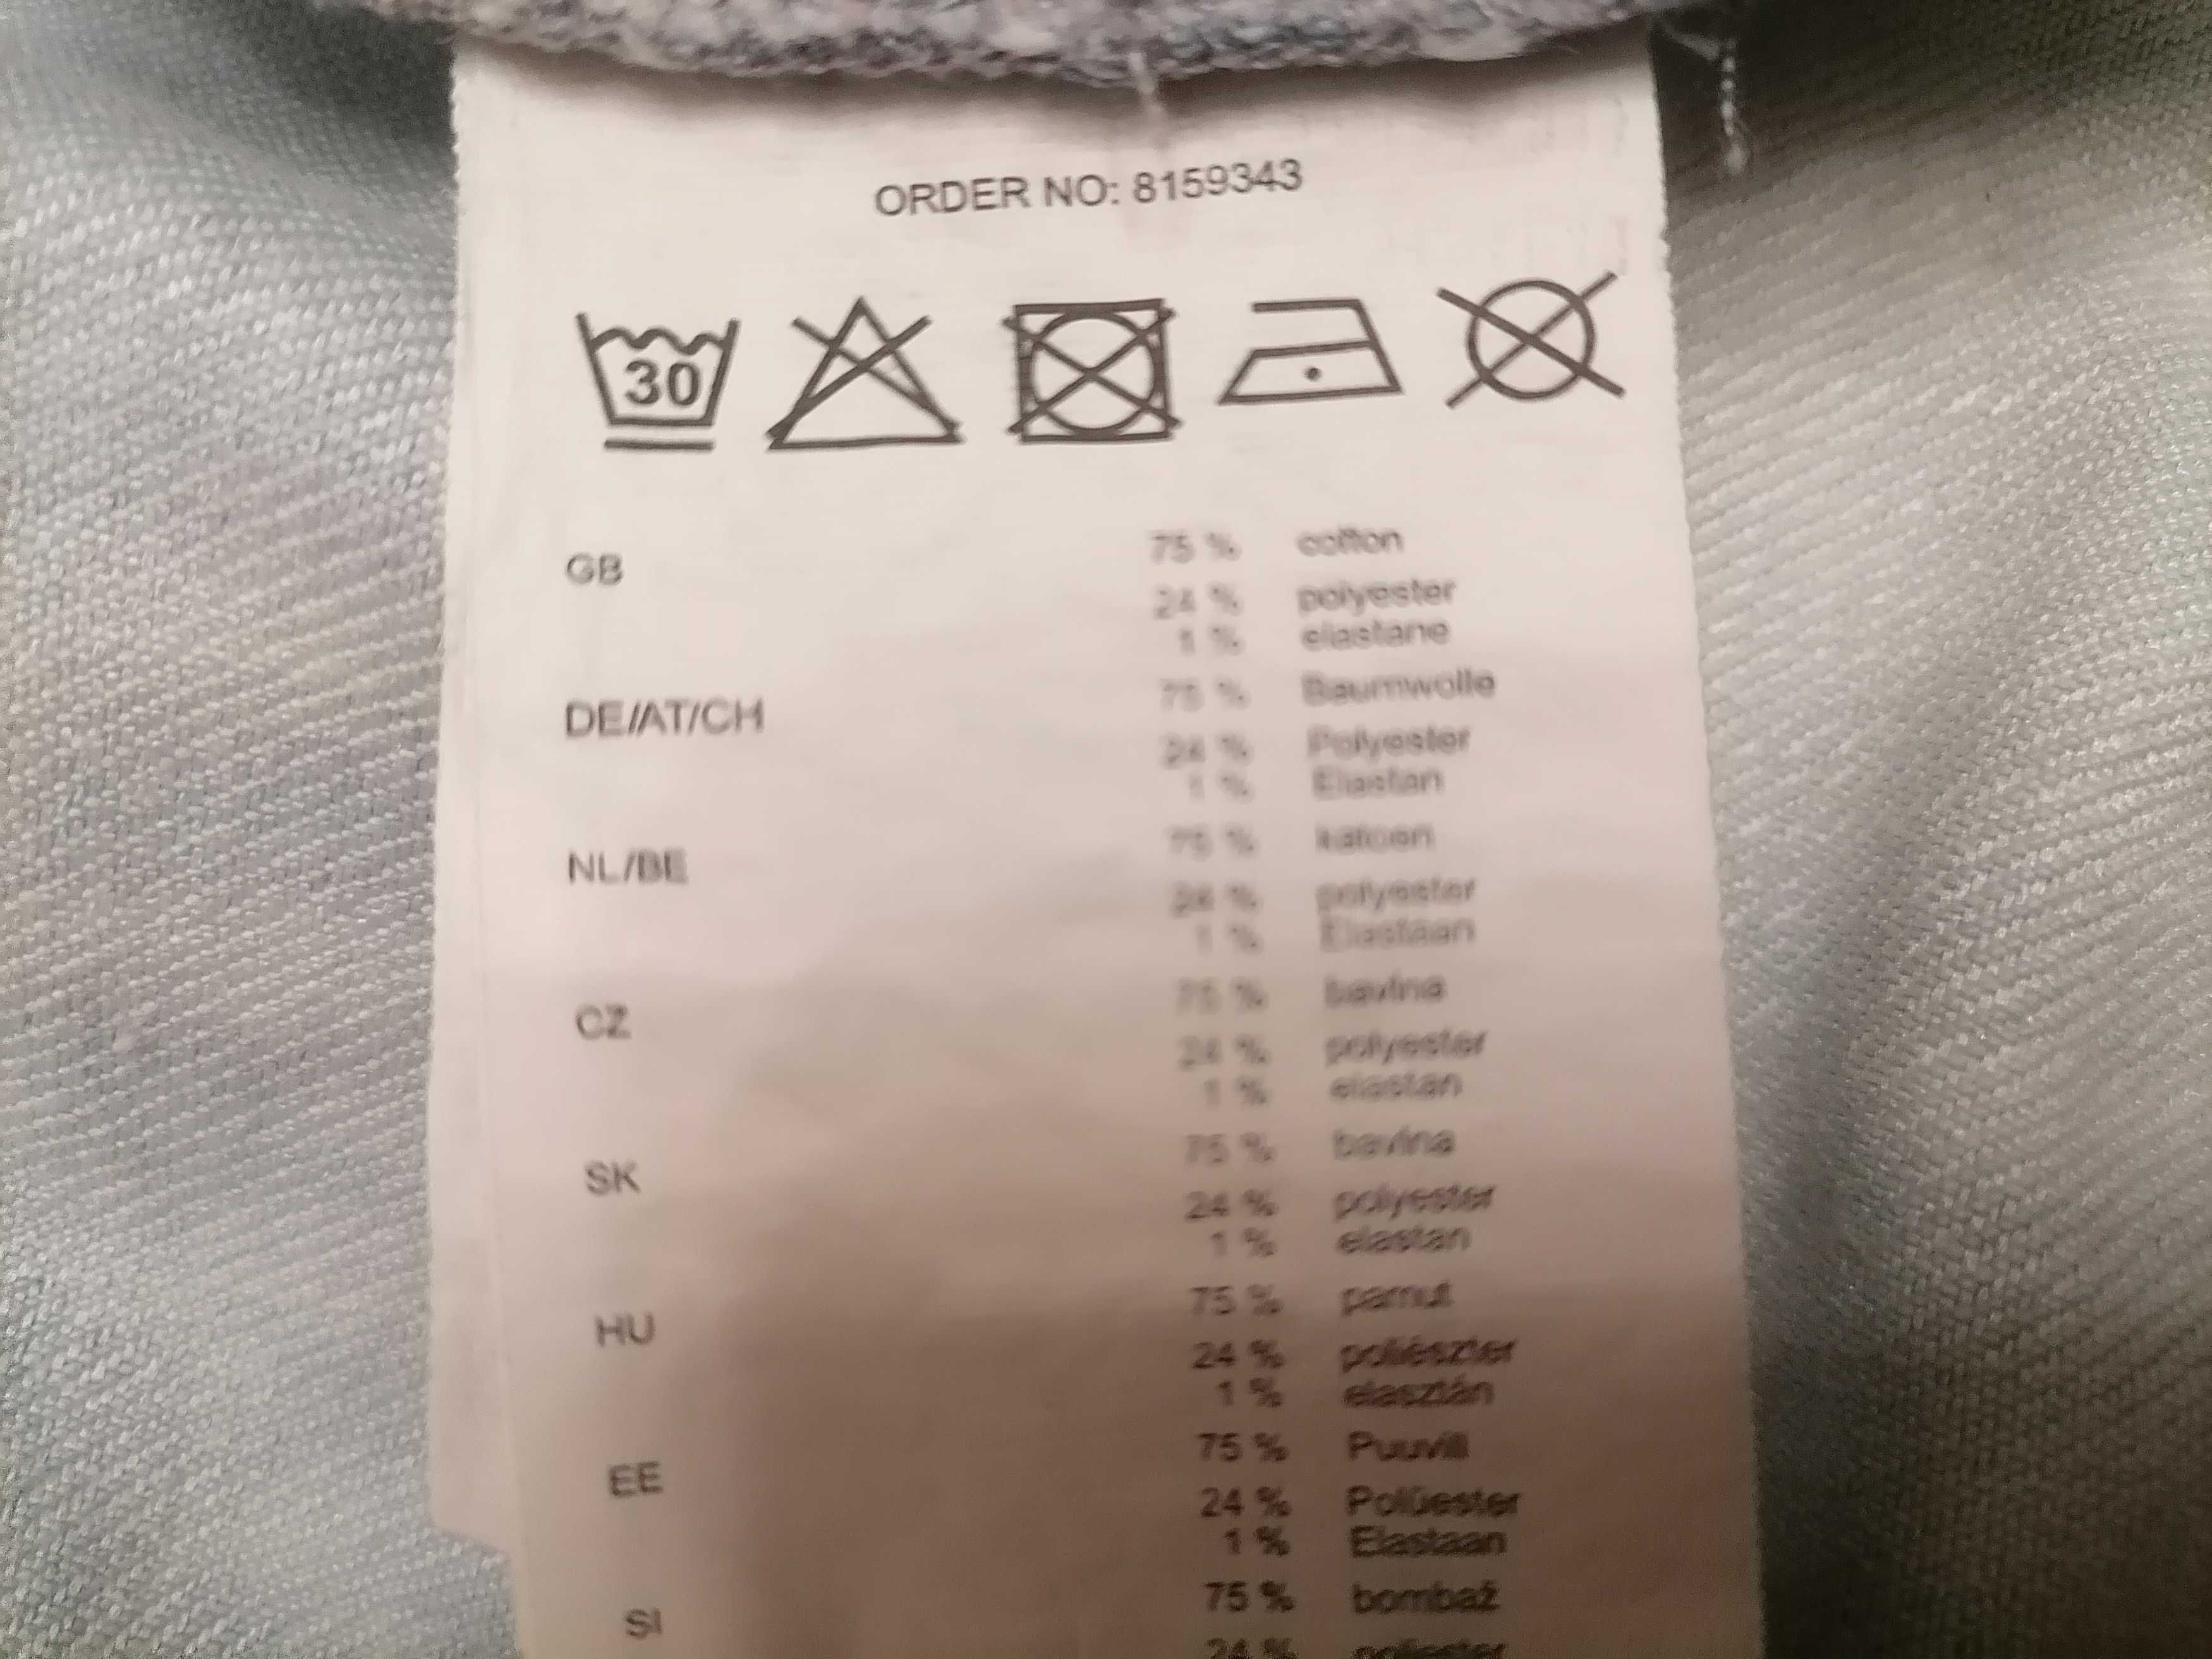 ORDER NO: 8159343
30
GB 75 % cotton
24 % polyester
1 % elastane
DE/AT/CH 75 % Baumwolle
24 % Polyester
1 % Elastan
NL/BE 75 % katoen
24 % polyester
1 % Elastaan
CZ 75 % bavlna
24 % polyester
1 % elastan
SK 75 % bavlna
24 % polyester
1 % elastan
HU 75 % pamut
24 % poliészter
1 % elasztán
EE 75 % Puuvill
24 % Polüester
1 % Elastaan
SI 75 % bombaž
24 % poliester